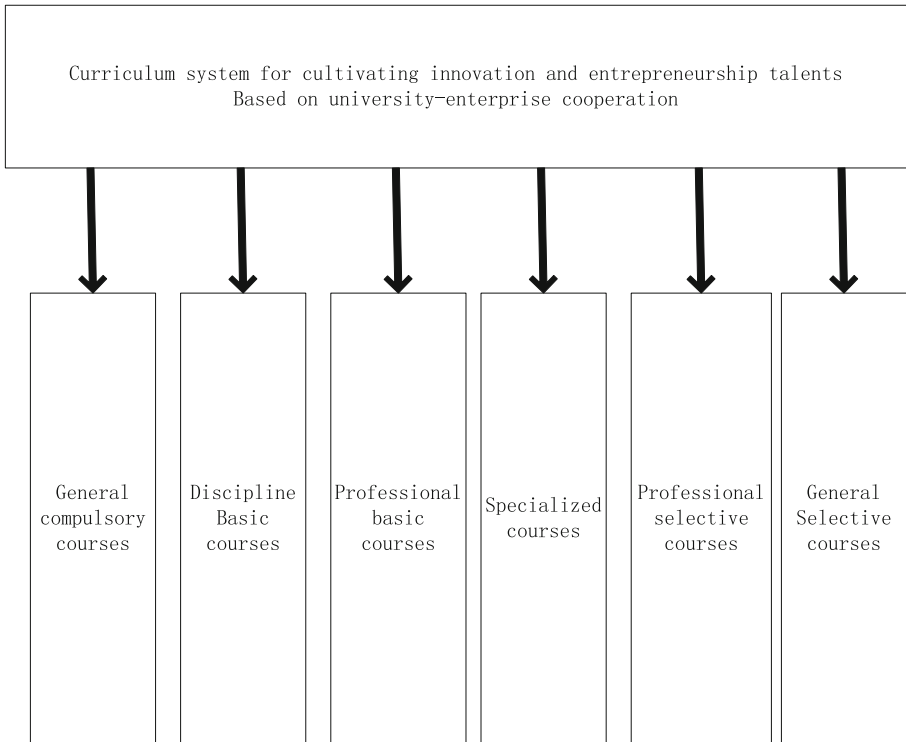 Curriculum system for cultivating innovation and entrepreneurship talents
Based on university-enterprise cooperation
General
compulsory
courses
Discipline
Basic
courses
Professional
basic
courses
Specialized
courses
Professional
selective
courses
General
Selective
courses